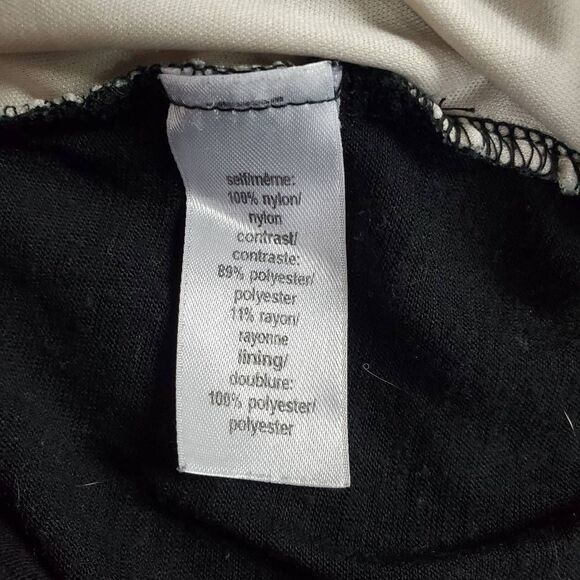 self/même:
100% nylon/
nylon
contrast/
contraste:
89% polyester/
polyester
11% rayon/
rayonne
lining/
doublure:
100% polyester/
polyester